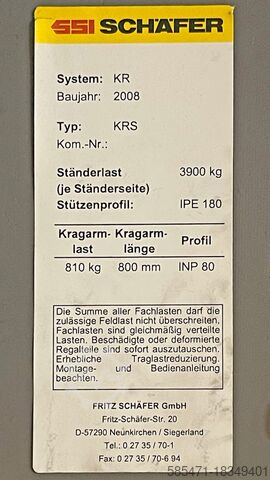 SSI SCHÄFER
System: KR
Baujahr: 2008
Typ: KRS
Kom.-Nr.:
Ständerlast 3900 kg
(je Ständerseite)
Stützenprofil: IPE 180
Kragarm- Kragarm- Profil
last länge
810 kg 800 mm INP 80
Die Summe aller Fachlasten darf die
zulässige Feldlast nicht überschreiten.
Fachlasten sind gleichmäßig verteilte
Lasten. Beschädigte oder deformierte
Regalteile sind sofort auszutauschen.
Erhebliche Traglastreduzierung.
Montage- und Bedienanleitung
beachten.
FRITZ SCHÄFER GmbH
Fritz-Schäfer-Str. 20
D-57290 Neunkirchen / Siegerland
Tel.: 0 27 35 / 70-1
Fax: 0 27 35 / 70-6 94
585471-18349401